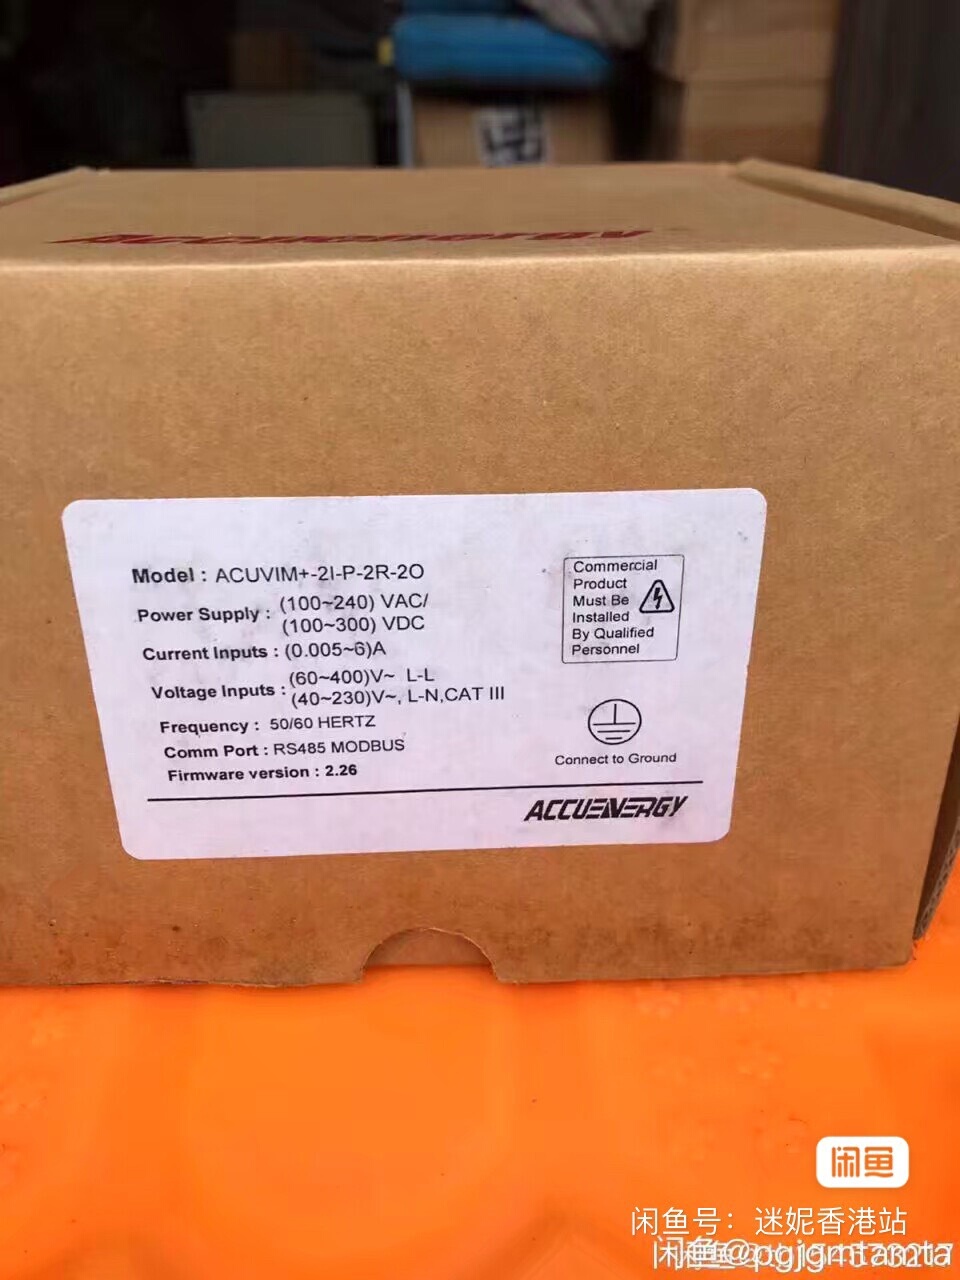 Accuenergy
Model : ACUVIM+-2I-P-2R-2O
Power Supply : (100~240) VAC/
(100~300) VDC
Current Inputs : (0.005~6)A
Voltage Inputs : (60~400)V~ L-L
(40~230)V~, L-N,CAT III
Frequency : 50/60 HERTZ
Comm Port : RS485 MODBUS
Firmware version : 2.26
Commercial
Product
Must Be
Installed
By Qualified
Personnel
Connect to Ground
ACCUENERGY
闲鱼
闲鱼号：迷妮香港站
闲鱼